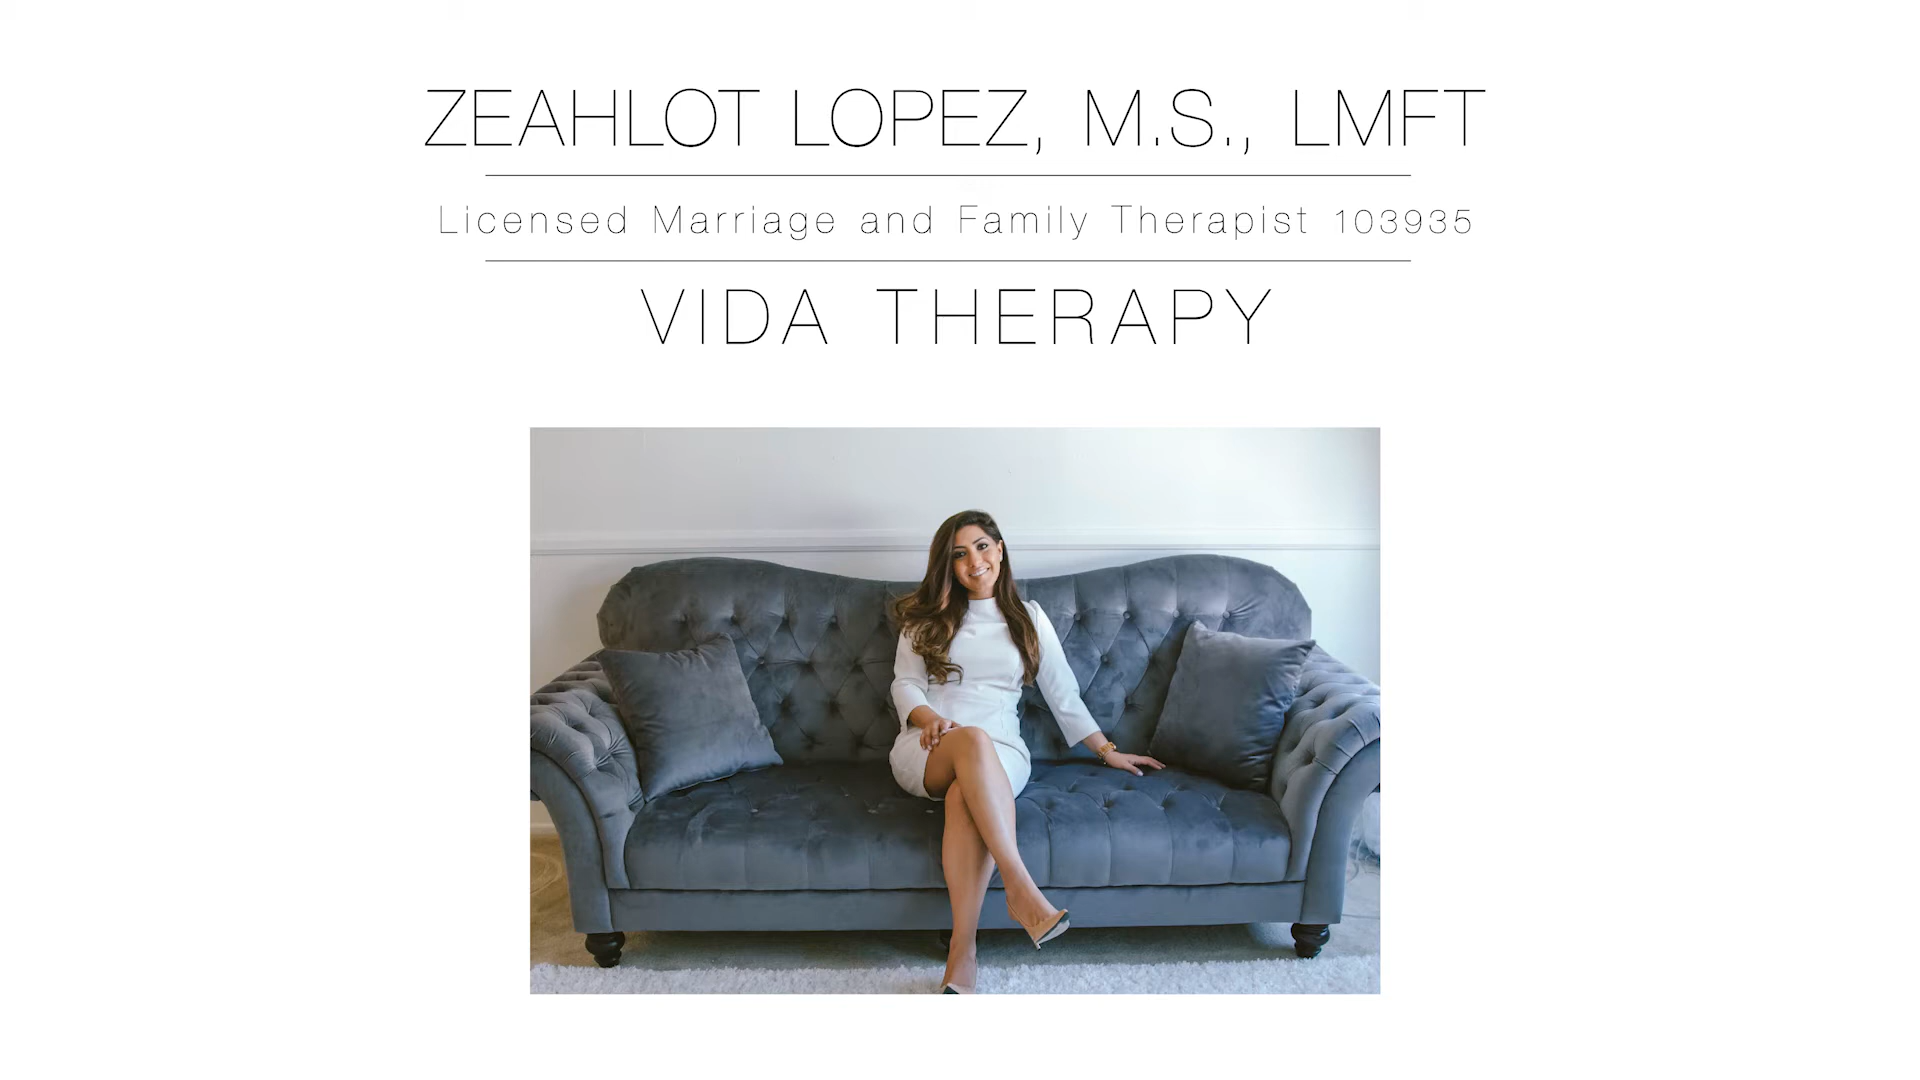 ZEAHLOT LOPEZ, M.S., LMFT
Licensed Marriage and Family Therapist 103935
VIDA THERAPY